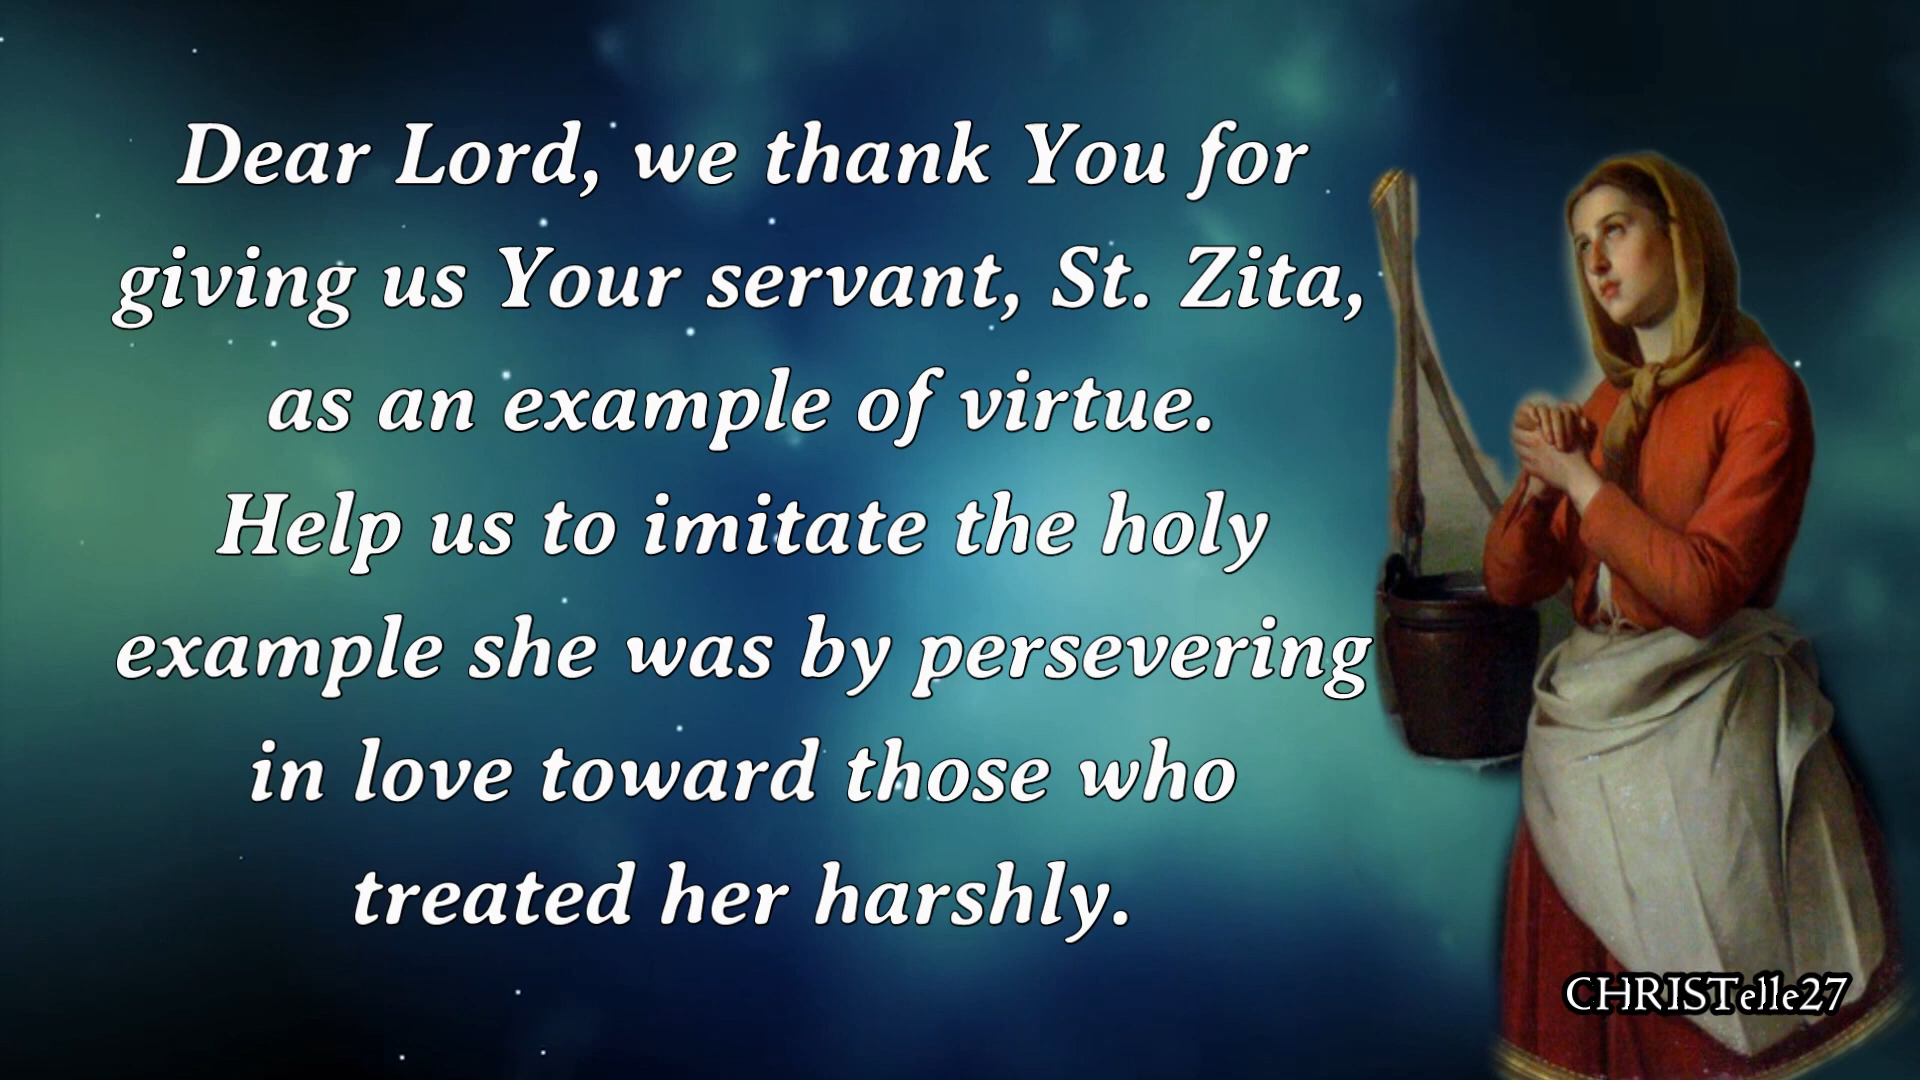 Dear Lord, we thank You for
giving us Your servant, St. Zita,
as an example of virtue.
Help us to imitate the holy
example she was by persevering
in love toward those who
treated her harshly.
CHRISTelle27